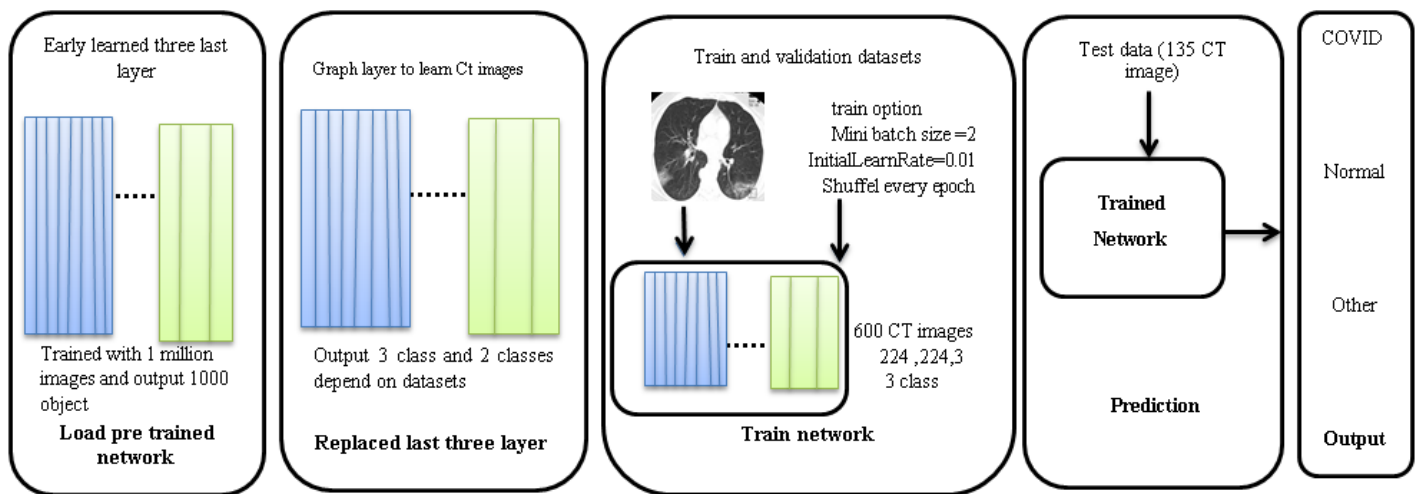 Early learned three last
layer
Trained with 1 million
images and output 1000
object
Load pre trained
network
Graph layer to learn Ct images
Output 3 class and 2 classes
depend on datasets
Replaced last three layer
Train and validation datasets
train option
Mini batch size =2
InitialLearnRate=0.01
Shuffel every epoch
600 CT images
224 ,224,3
3 class
Train network
Test data (135 CT
image)
Trained
Network
Prediction
COVID
Normal
Other
Output